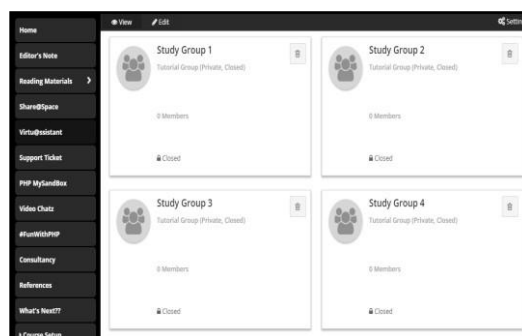 View Edit Settin
Home
Editor's Note
Reading Materials
Share@Space
Virtu@ssistant
Support Ticket
PHP MySandBox
Video Chatz
#FunWithPHP
Consultancy
References
What's Next??
Course Setup
Study Group 1
Tutorial Group (Private, Closed)
0 Members
Closed
Study Group 2
Tutorial Group (Private, Closed)
0 Members
Closed
Study Group 3
Tutorial Group (Private, Closed)
0 Members
Closed
Study Group 4
Tutorial Group (Private, Closed)
0 Members
Closed